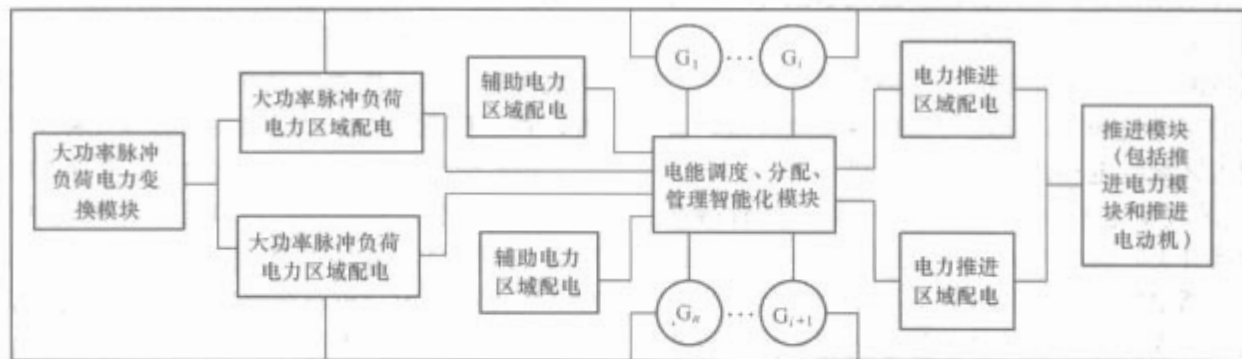 大功率脉冲
负荷电力变
换模块
大功率脉冲负荷
电力区域配电
大功率脉冲负荷
电力区域配电
辅助电力
区域配电
辅助电力
区域配电
G₁ ··· Gᵢ
电能调度、分配、
管理智能化模块
Gₙ ··· Gᵢ₊₁
电力推进
区域配电
电力推进
区域配电
推进模块
(包括推
进电力模
块和推进
电动机)